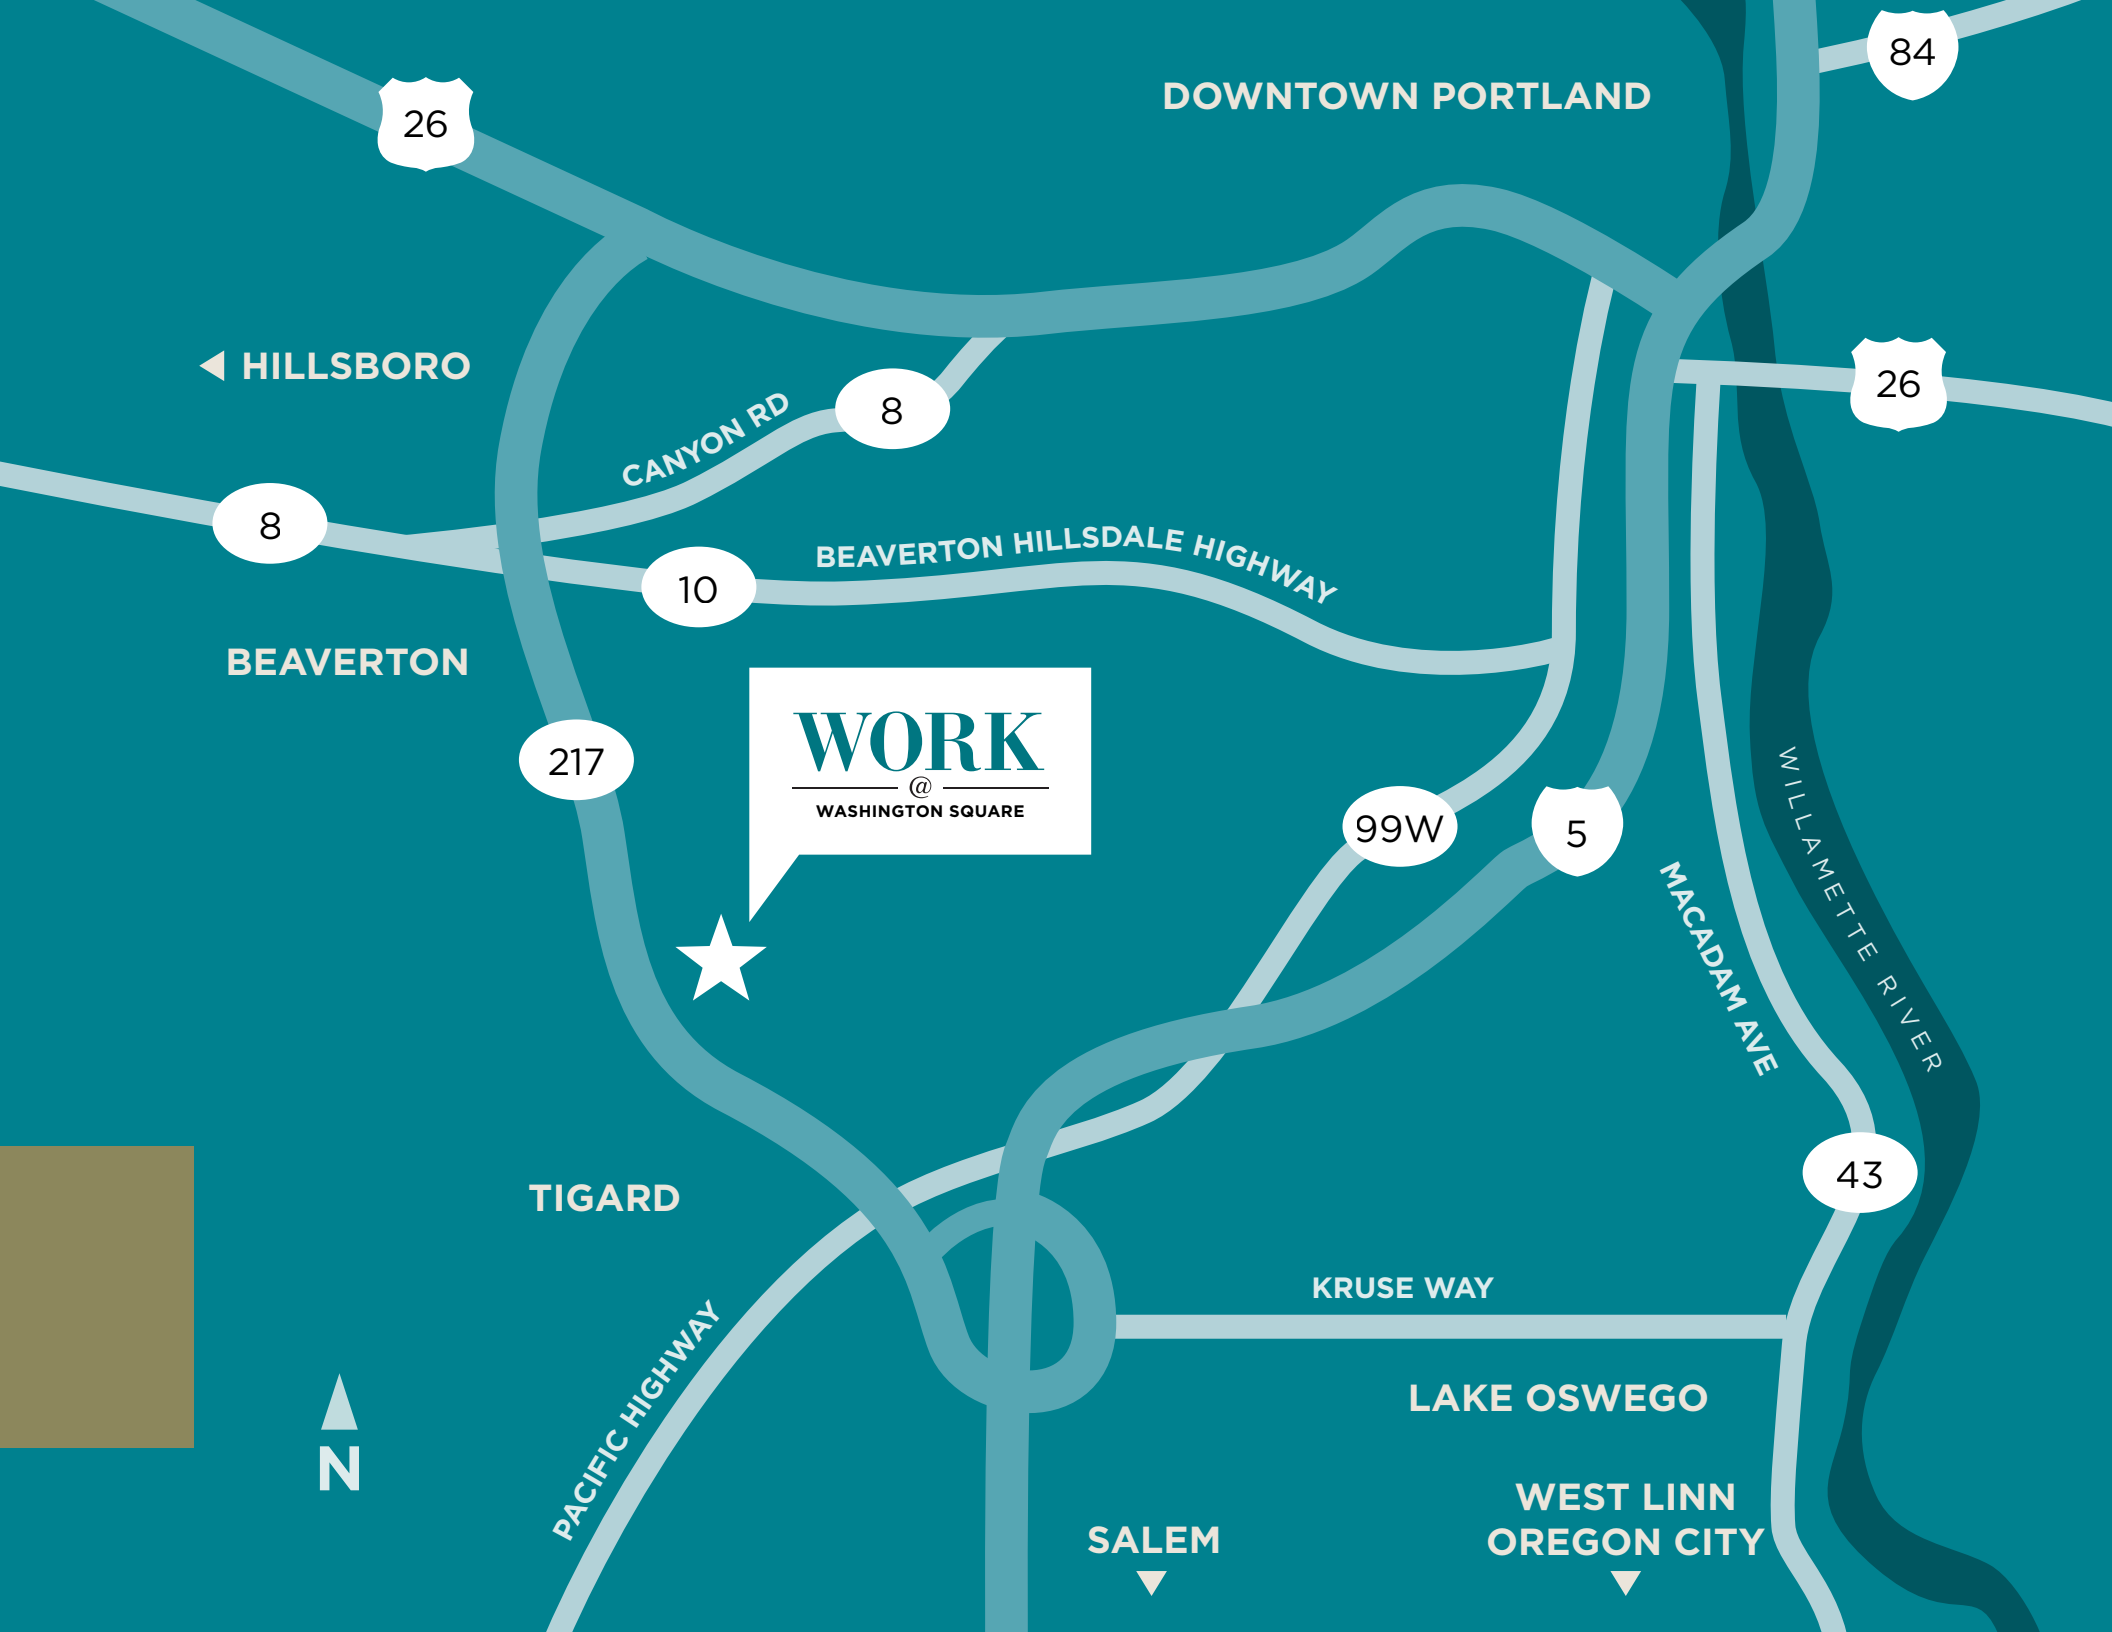 84
DOWNTOWN PORTLAND
26
HILLSBORO
26
CANYON RD
8
8
BEAVERTON HILLSDALE HIGHWAY
10
BEAVERTON
WORK
@
WASHINGTON SQUARE
217
99W
5
WILLAMETTE RIVER
MACADAM AVE
43
TIGARD
KRUSE WAY
PACIFIC HIGHWAY
LAKE OSWEGO
N
WEST LINN
OREGON CITY
SALEM